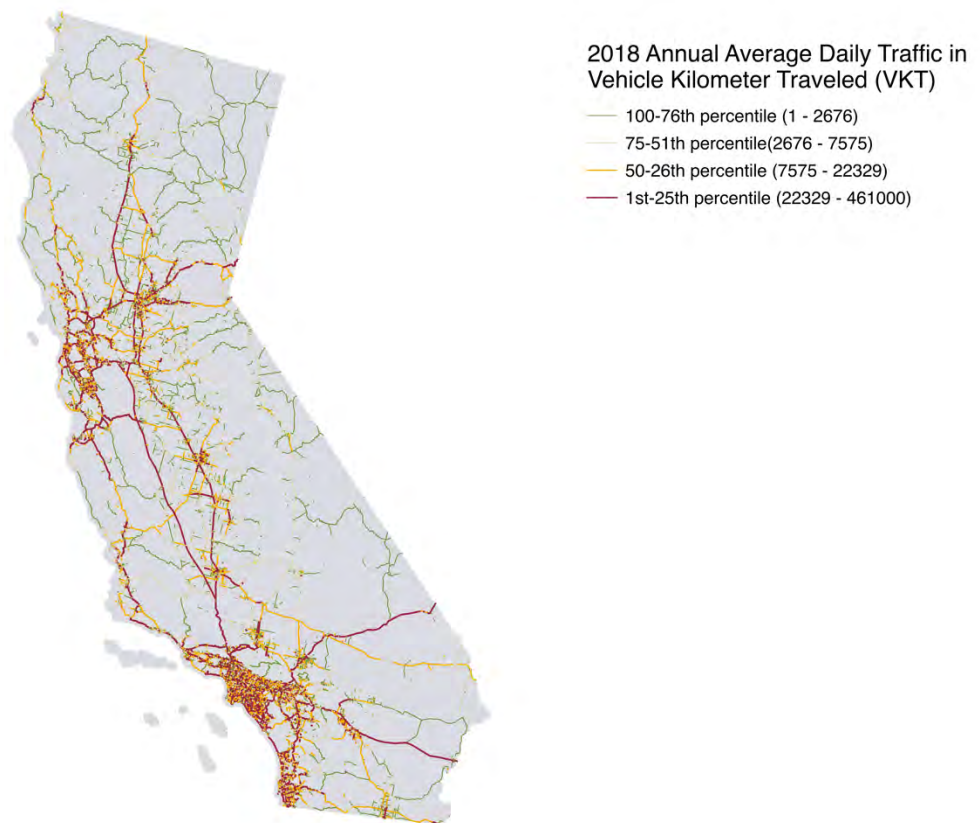 2018 Annual Average Daily Traffic in
Vehicle Kilometer Traveled (VKT)
100-76th percentile (1 - 2676)
75-51th percentile(2676 - 7575)
50-26th percentile (7575 - 22329)
1st-25th percentile (22329 - 461000)